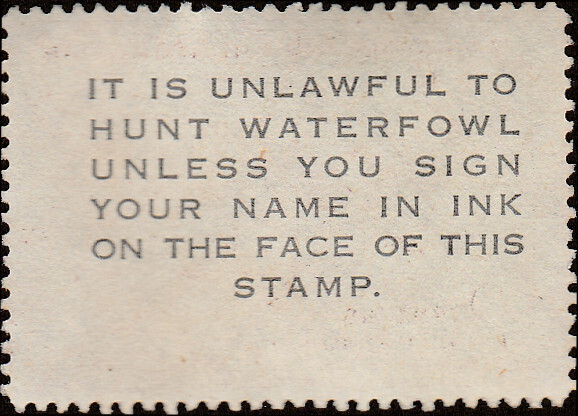 IT IS UNLAWFUL TO
HUNT WATERFOWL
UNLESS YOU SIGN
YOUR NAME IN INK
ON THE FACE OF THIS
STAMP.